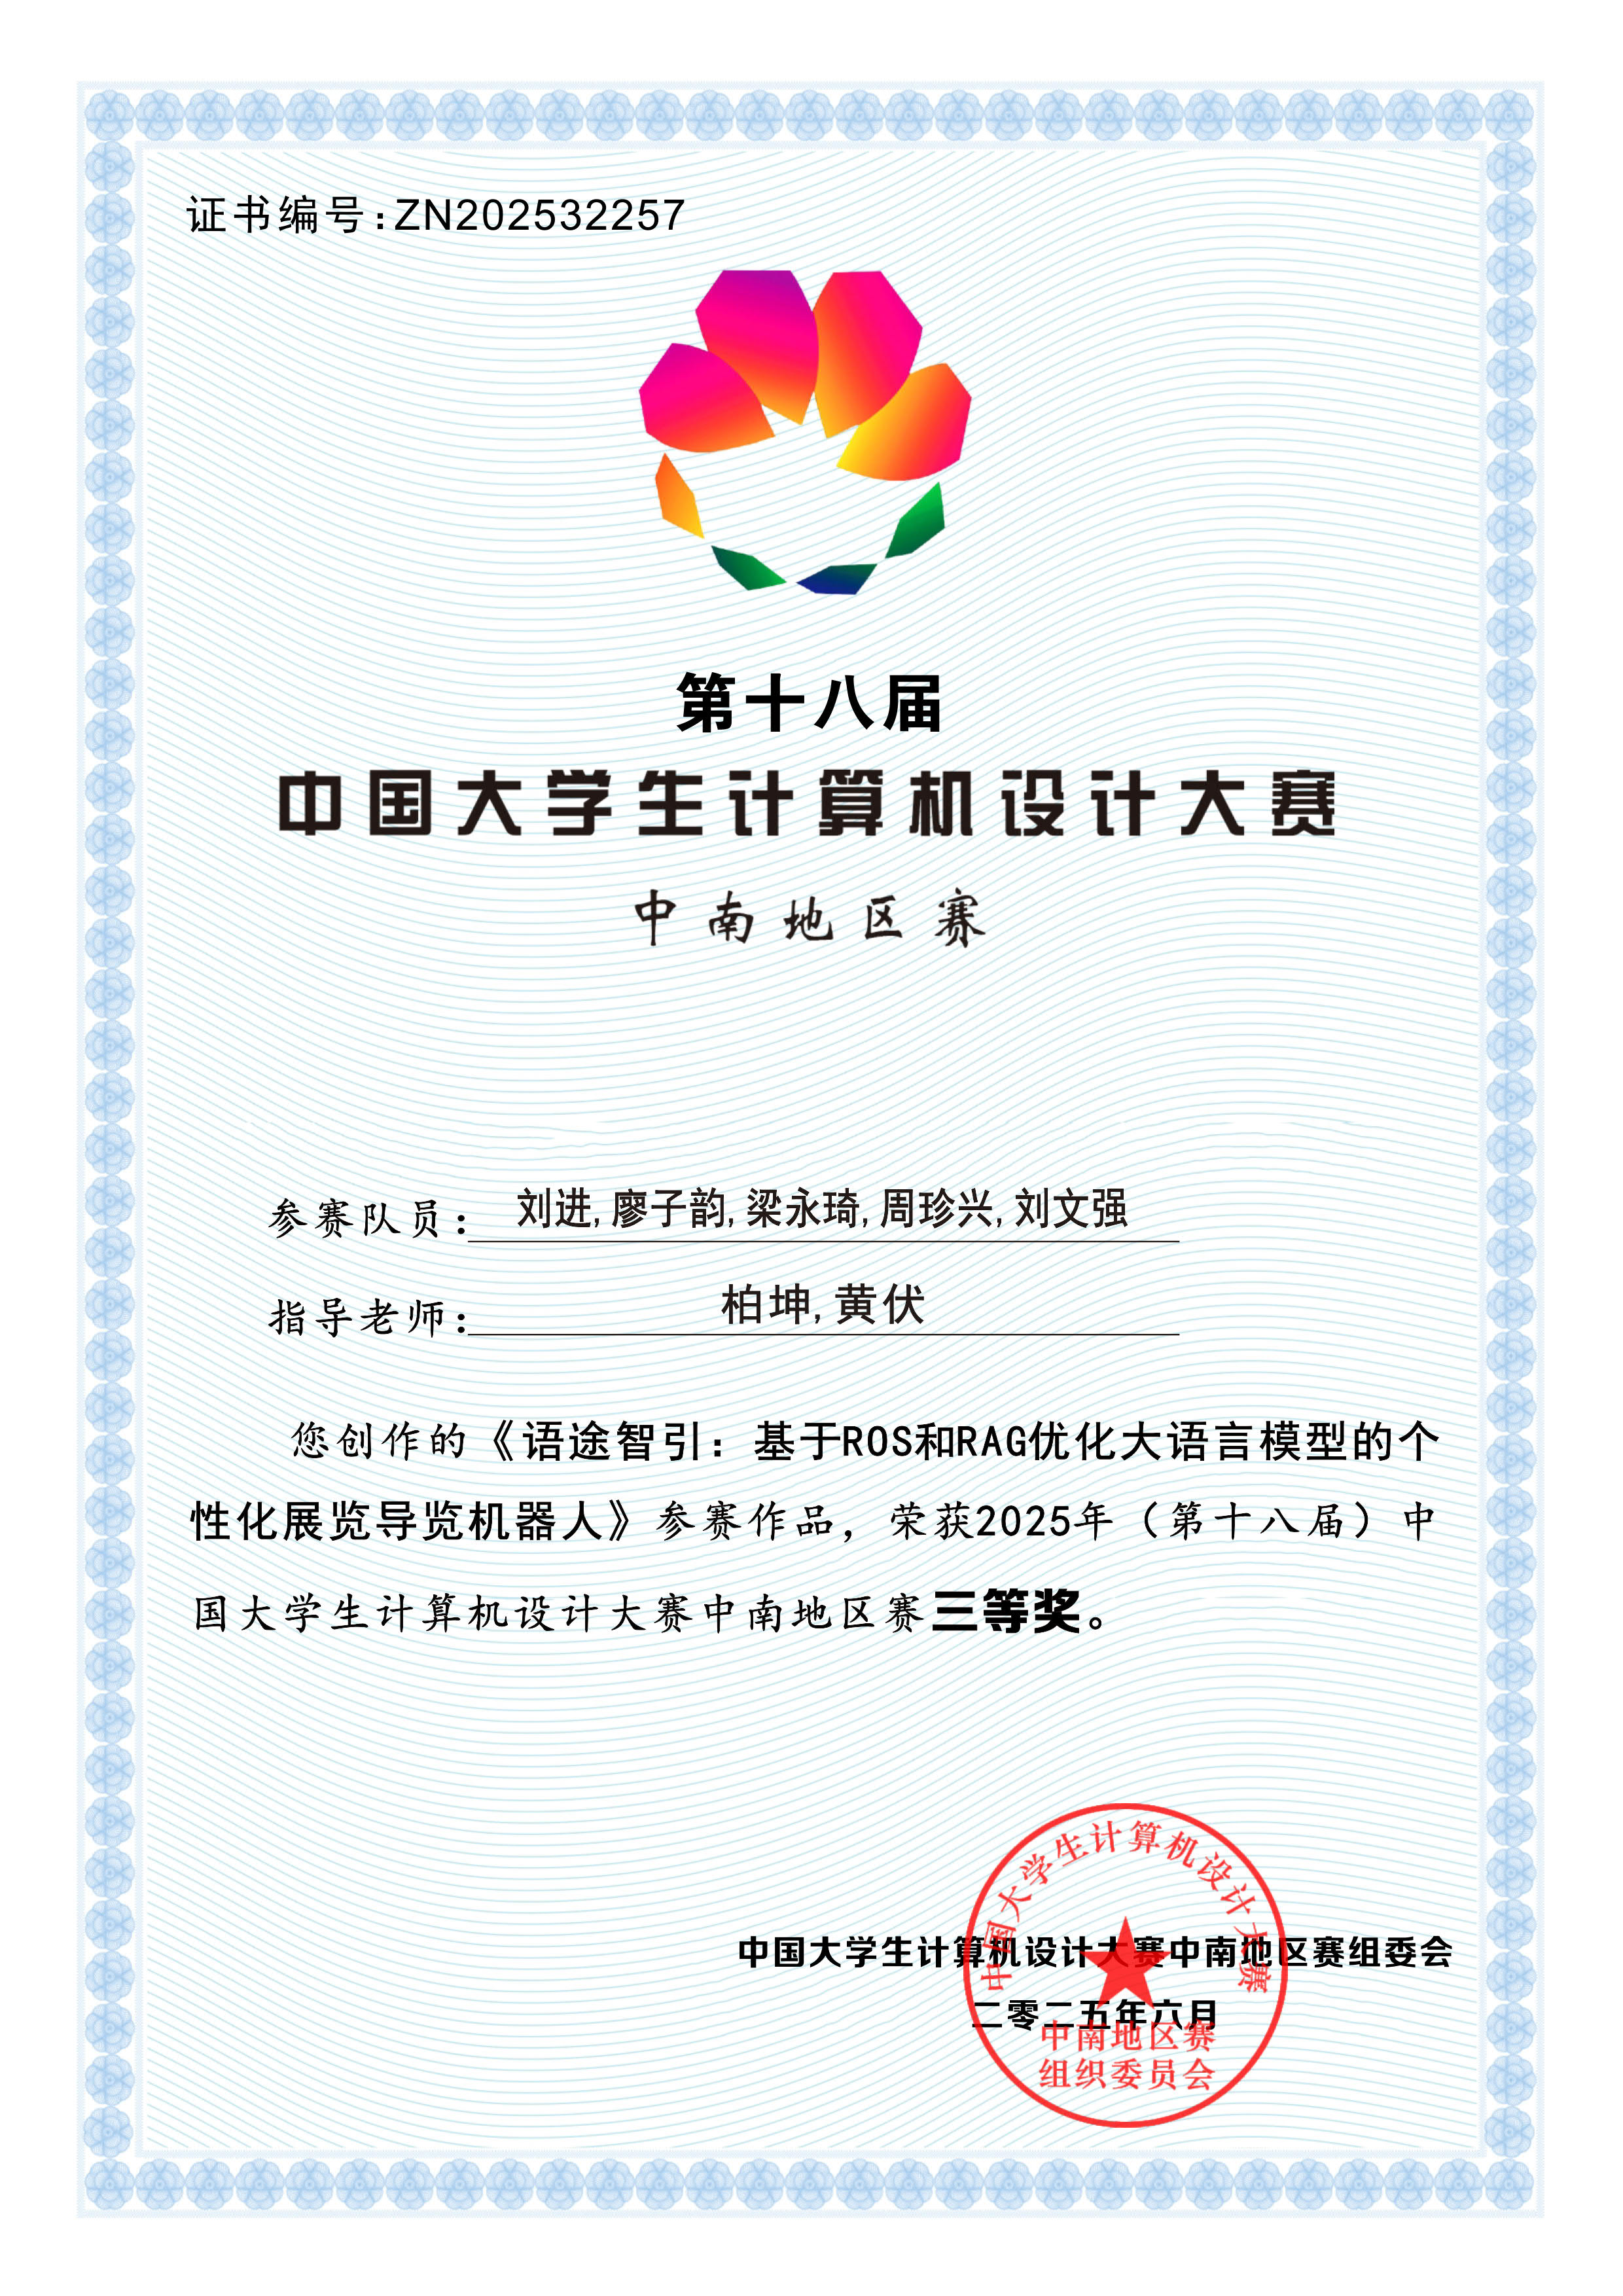 证书编号:ZN202532257
第十八届
中国大学生计算机设计大赛
中南地区赛
参赛队员：刘进,廖子韵,梁永琦,周珍兴,刘文强
指导老师：柏坤,黄伏
您创作的《语途智引：基于ROS和RAG优化大语言模型的个
性化展览导览机器人》参赛作品，荣获2025年（第十八届）中
国大学生计算机设计大赛中南地区赛三等奖。
中国大学生计算机设计大赛
中国大学生计算机设计大赛中南地区赛组委会
二零二五年六月
中南地区赛
组织委员会